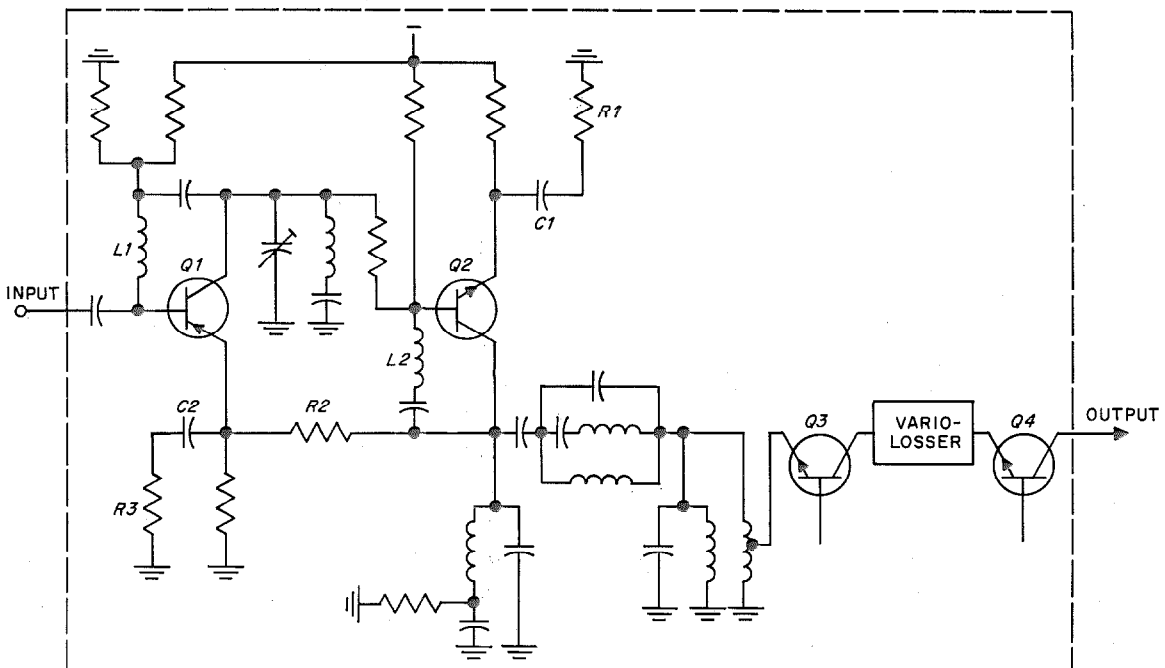 R1
C1
L1
Q1
Q2
INPUT
L2
C2
R2
Q3
VARIO-
LOSSER
Q4
OUTPUT
R3